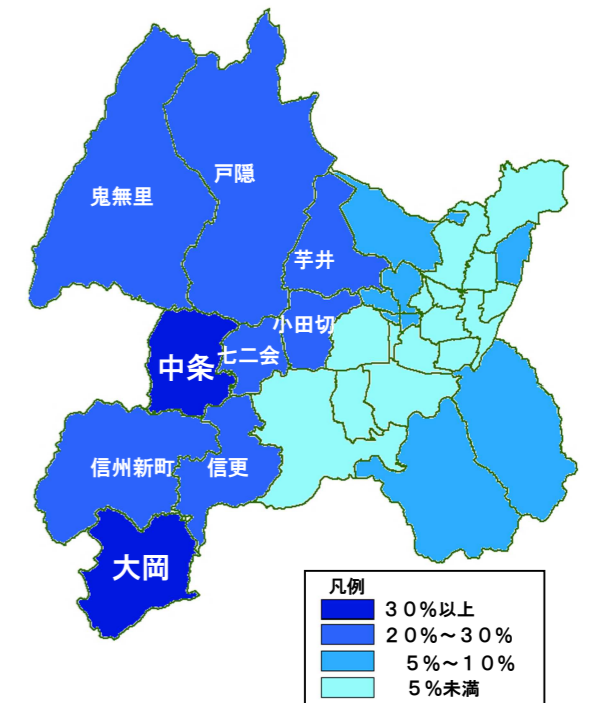 戸隠
鬼無里
芋井
小田切
七二会
中条
信州新町
信更
大岡
凡例
３０％以上
２０％～３０％
５％～１０％
５％未満